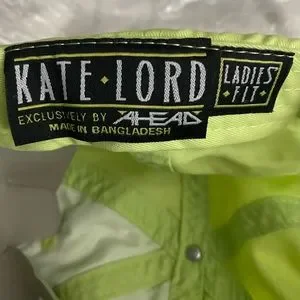 KATE • LORD
EXCLUSIVELY BY AHEAD
MADE IN BANGLADESH
LADIES
• FIT •